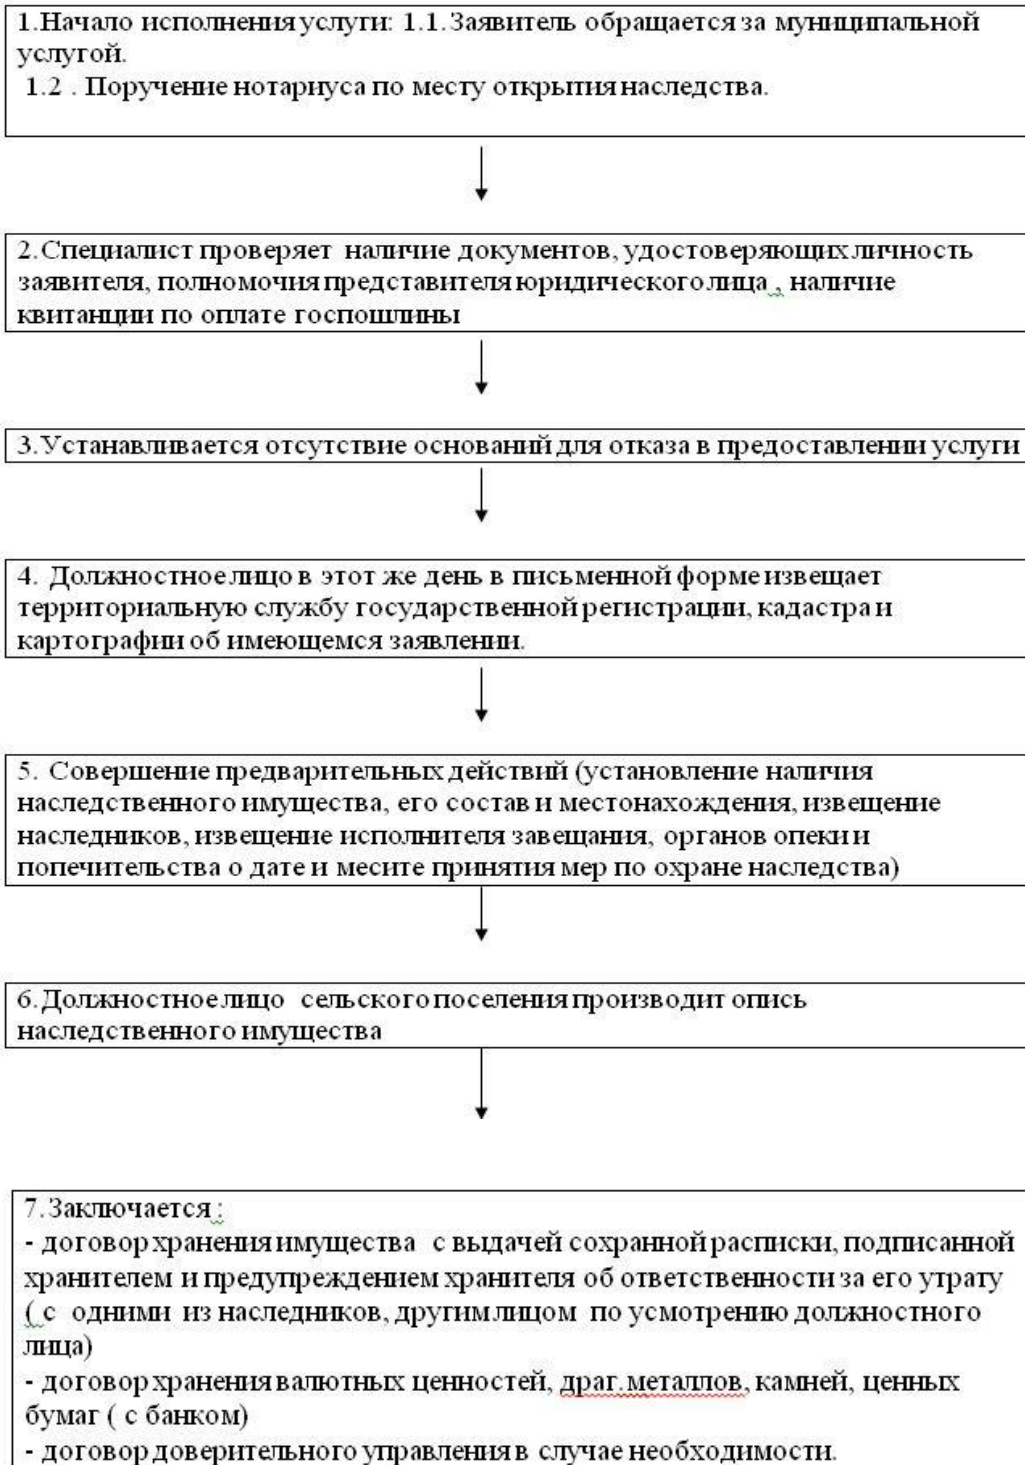 1.Начало исполнения услуги: 1.1.Заявитель обращается за муниципальной
услугой.
1.2 . Поручение нотариуса по месту открытия наследства.
2.Специалист проверяет наличие документов, удостоверяющих личность
заявителя, полномочия представителя юридического лица , наличие
квитанции по оплате госпошлины
3.Устанавливается отсутствие оснований для отказа в предоставлении услуги
4. Должностное лицо в этот же день в письменной форме извещает
территориальную службу государственной регистрации, кадастра и
картографии об имеющемся заявлении.
5. Совершение предварительных действий (установление наличия
наследственного имущества, его состав и местонахождения, извещение
наследников, извещение исполнителя завещания, органов опеки и
попечительства о дате и месите принятия мер по охране наследства)
6.Должностное лицо сельского поселения производит опись
наследственного имущества
7.Заключается :
- договор хранения имущества с выдачей сохранной расписки, подписанной
хранителем и предупреждением хранителя об ответственности за его утрату
( с одними из наследников, другим лицом по усмотрению должностного
лица)
- договор хранения валютных ценностей, драг.металлов, камней, ценных
бумаг ( с банком)
- договор доверительного управления в случае необходимости.